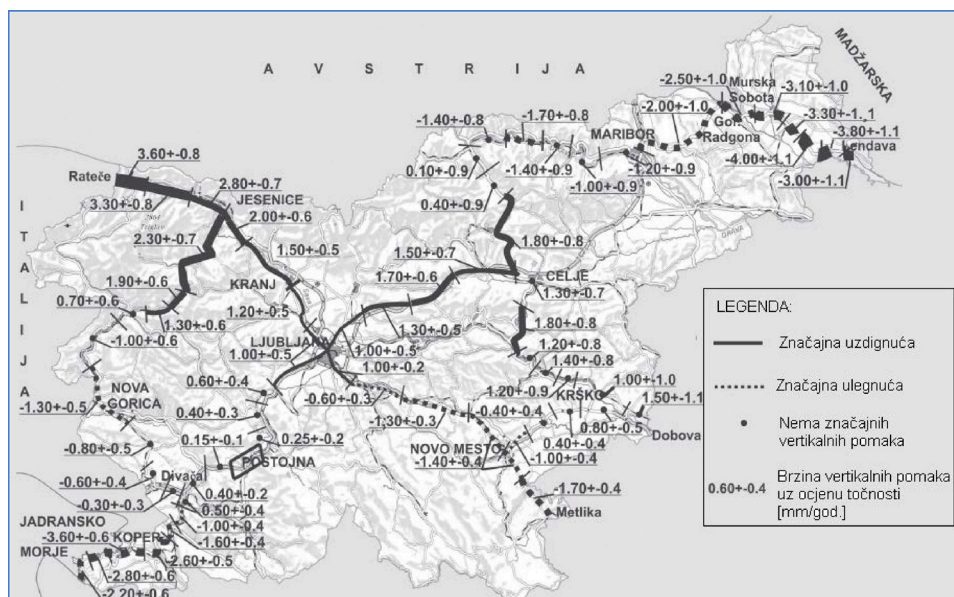 A V S T R I J A
MADŽARSKA
-2.50+-1.0
Murska
Sobota
-3.10+-1.0
-1.40+-0.8
-1.70+-0.8
-2.00+-1.0
-3.30+-1.1
MARIBOR
Gor.
Radgona
-3.80+-1.1
Lendava
3.60+-0.8
Rateče
0.10+-0.9
-1.40+-0.9
-1.20+-0.9
-4.00+-1.1
-1.00+-0.9
-3.00+-1.1
2.80+-0.7
3.30+-0.8
JESENICE
0.40+-0.9
2.00+-0.6
ITALIJA
2.30+-0.7
1.50+-0.5
1.50+-0.7
1.80+-0.8
1.90+-0.6
1.70+-0.6
CELJE
KRANJ
1.30+-0.7
0.70+-0.6
1.20+-0.5
1.30+-0.6
1.30+-0.5
1.80+-0.8
-1.00+-0.6
LJUBLJANA
1.00+-0.5
1.00+-0.5
1.20+-0.8
1.00+-0.2
1.40+-0.8
0.60+-0.4
1.00+-1.0
NOVA
GORICA
-0.60+-0.3
1.20+-0.9
KRŠKO
1.50+-1.1
-1.30+-0.5
0.40+-0.3
-1.30+-0.3
-0.40+-0.4
0.60+-0.5
Dobova
0.15+-0.1
0.25+-0.2
NOVO MESTO
0.40+-0.4
-0.80+-0.5
-1.00+-0.4
POSTOJNA
-1.40+-0.4
-0.60+-0.4
Divača
0.40+-0.2
-0.30+-0.3
0.50+-0.4
-1.70+-0.4
-1.00+-0.4
Metlika
JADRANSKO
MORJE
-3.60+-0.6
KOPER
-1.60+-0.4
-2.60+-0.5
-2.80+-0.6
-2.20+-0.6
LEGENDA:
Značajna uzdignuća
Značajna ulegnuća
Nema značajnih
vertikalnih pomaka
0.60+-0.4
Brzina vertikalnih pomaka
uz ocjenu točnosti
[mm/god.]